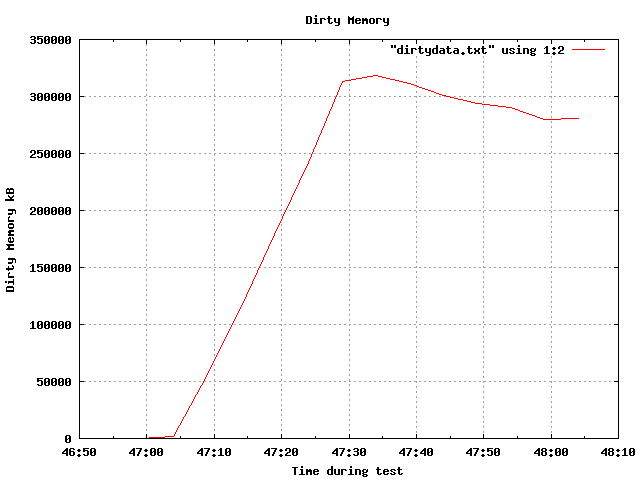 Dirty Memory
"dirtydata.txt" using 1:2
350000
300000
250000
200000
150000
100000
50000
0
Dirty Memory kB
46:50 47:00 47:10 47:20 47:30 47:40 47:50 48:00 48:10
Time during test